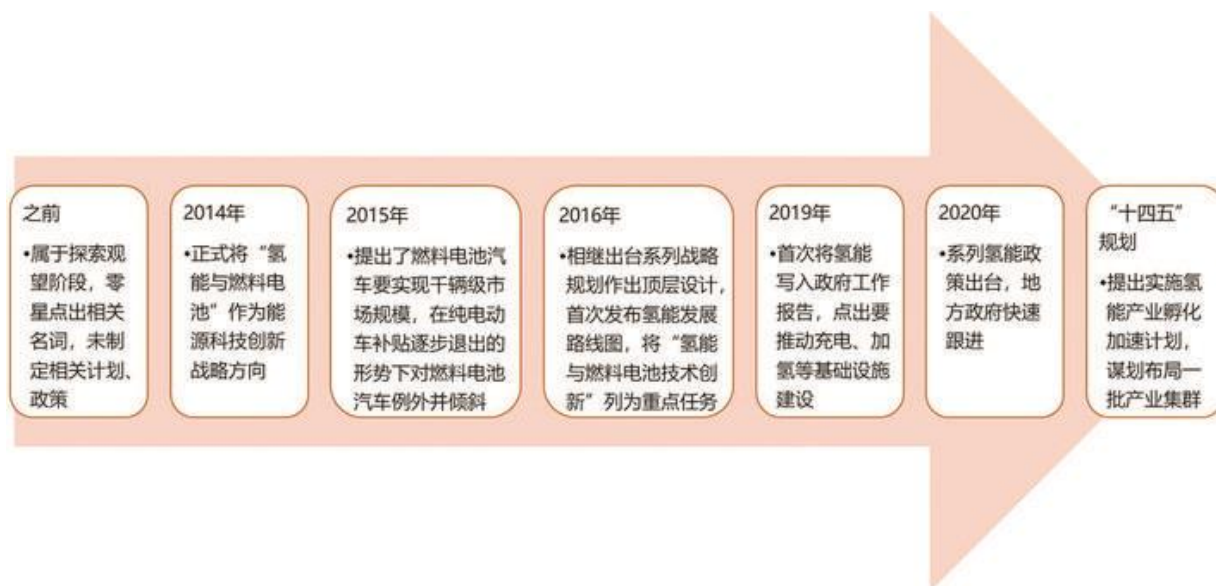 之前
•属于探索观
望阶段，零
星点出相关
名词，未制
定相关计划、
政策
2014年
•正式将“氢
能与燃料电
池”作为能
源科技创新
战略方向
2015年
•提出了燃料电池汽
车要实现千辆级市
场规模，在纯电动
车补贴逐步退出的
形势下对燃料电池
汽车例外并倾斜
2016年
•相继出台系列战略
规划作出顶层设计，
首次发布氢能发展
路线图，将“氢能
与燃料电池技术创
新”列为重点任务
2019年
•首次将氢能
写入政府工作
报告，点出要
推动充电、加
氢等基础设施
建设
2020年
•系列氢能政
策出台，地
方政府快速
跟进
“十四五”
规划
•提出实施氢
能产业孵化
加速计划，
谋划布局一
批产业集群